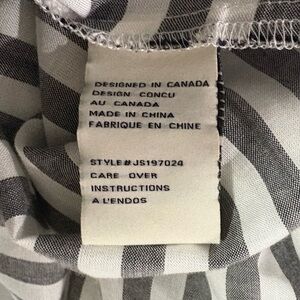 DESIGNED IN CANADA
DESIGN CONCU
AU CANADA
MADE IN CHINA
FABRIQUE EN CHINE
STYLE#JS197024
CARE OVER
INSTRUCTIONS
A L'ENDOS